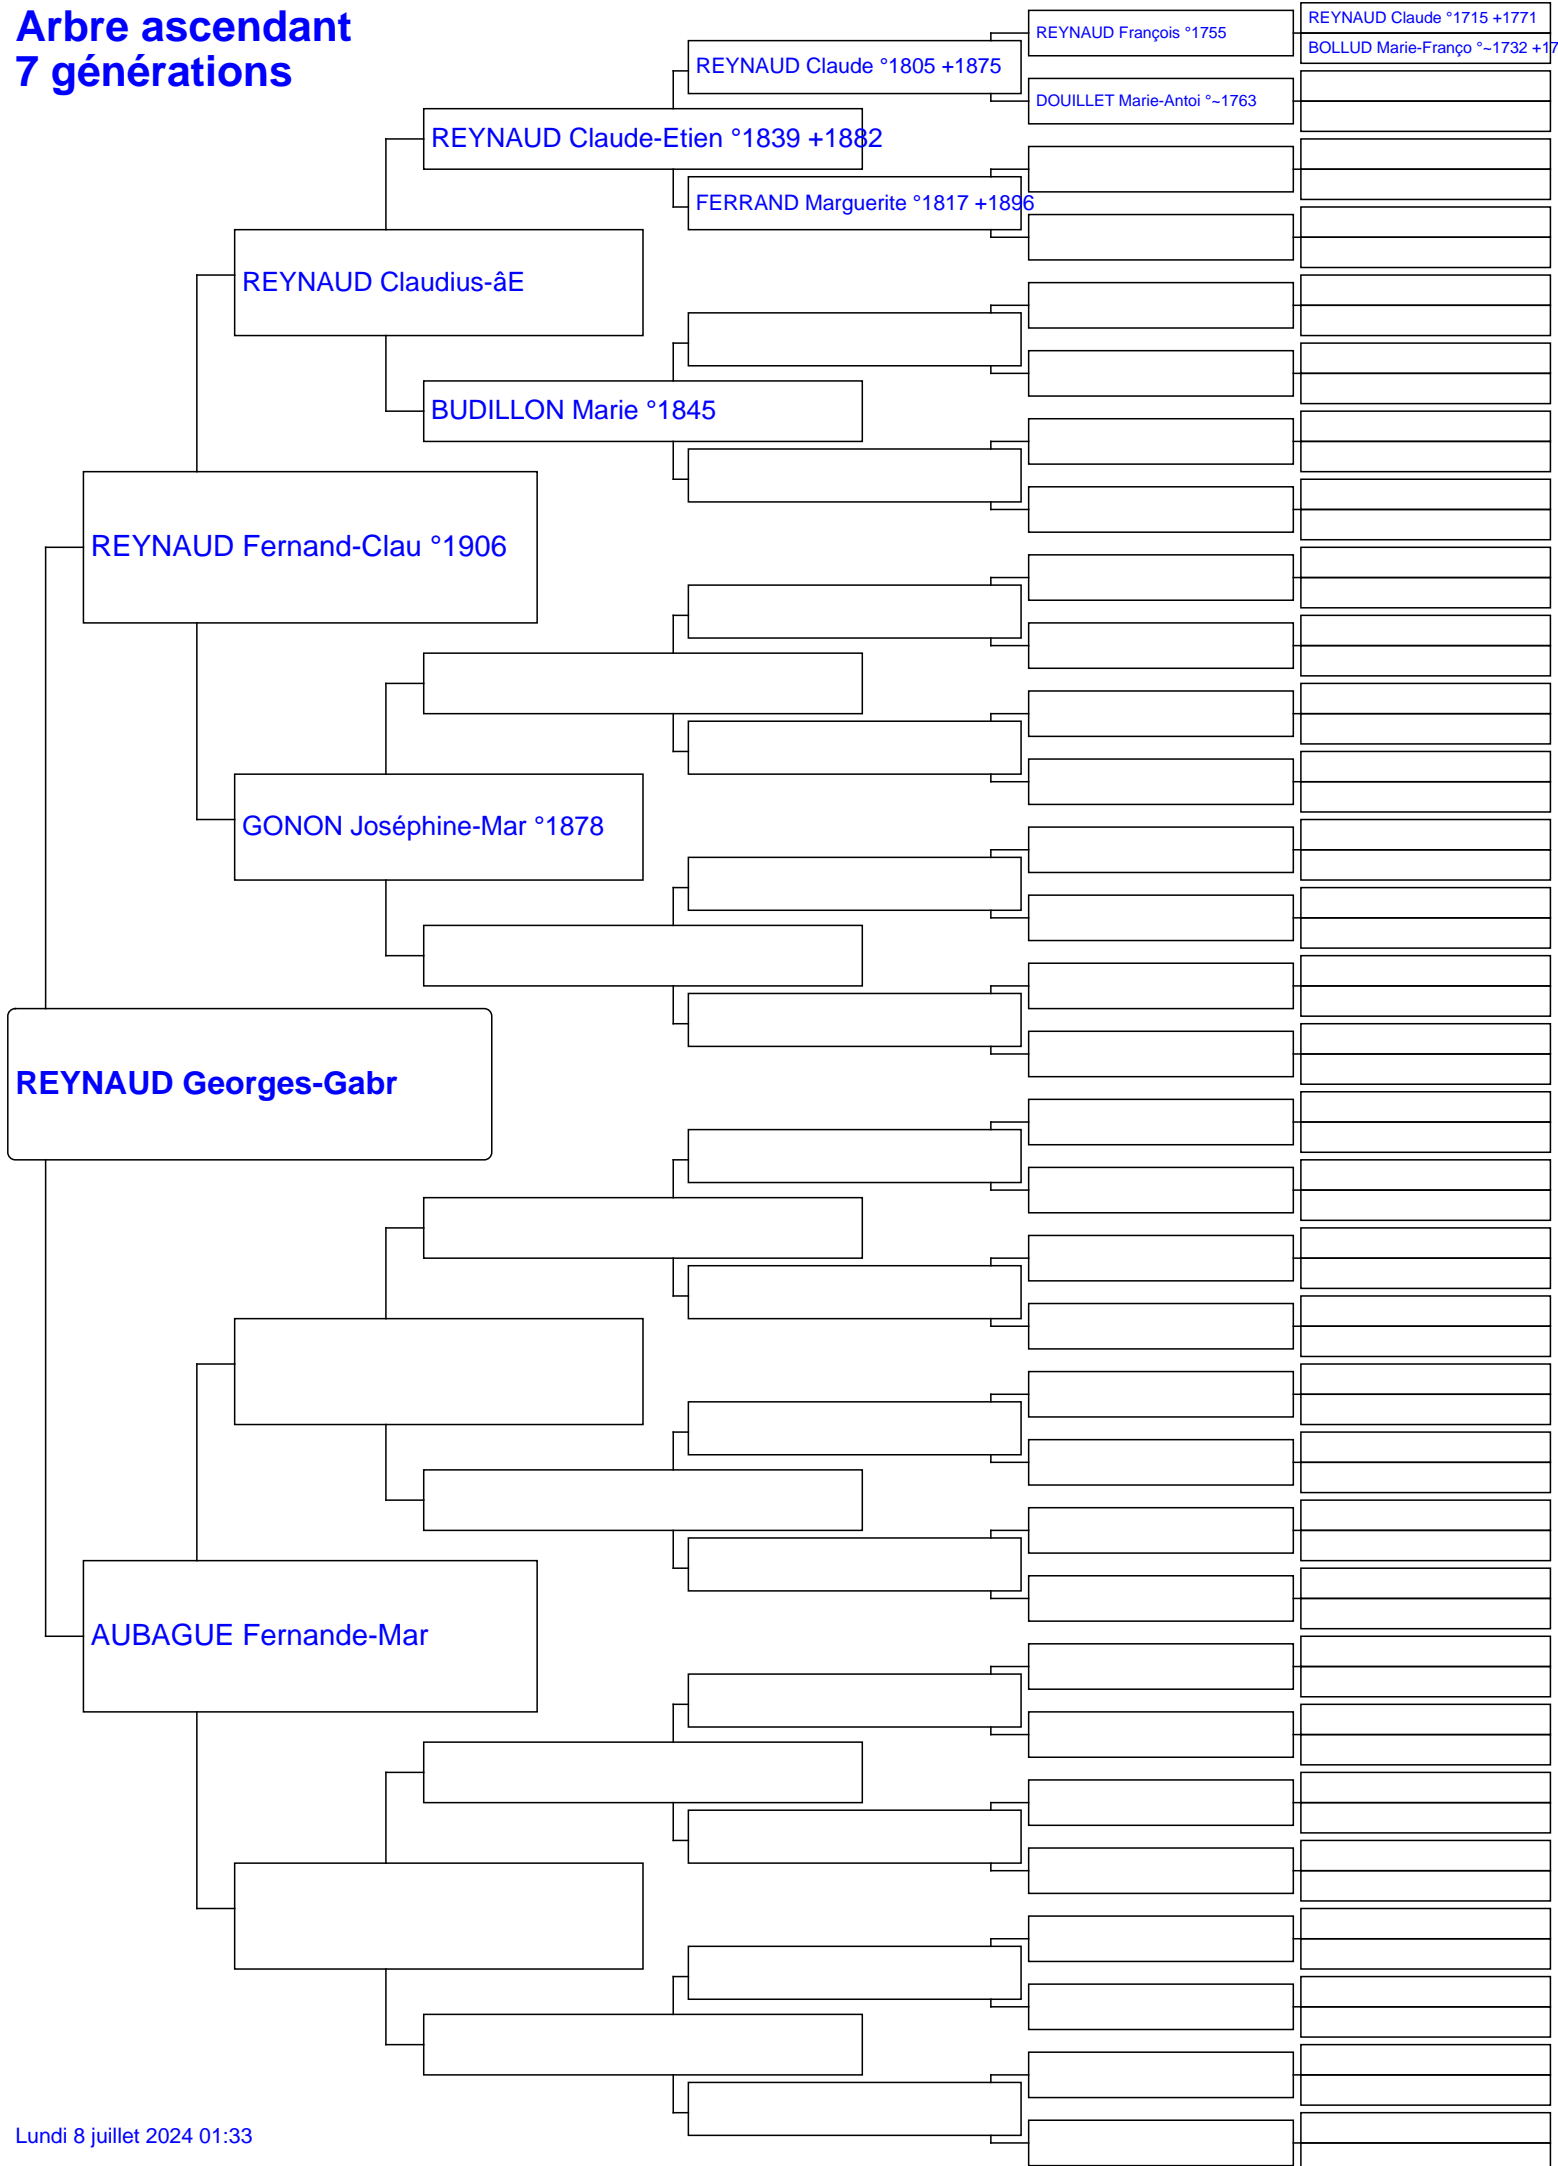 Arbre ascendant
7 générations
REYNAUD Claude °1715 +1771
REYNAUD François °1755
BOLLUD Marie-Franço °~1732 +17
REYNAUD Claude °1805 +1875
DOUILLET Marie-Antoi °~1763
REYNAUD Claude-Etien °1839 +1882
FERRAND Marguerite °1817 +1896
REYNAUD Claudius-âE
BUDILLON Marie °1845
REYNAUD Fernand-Clau °1906
GONON Joséphine-Mar °1878
REYNAUD Georges-Gabr
AUBAGUE Fernande-Mar
Lundi 8 juillet 2024 01:33